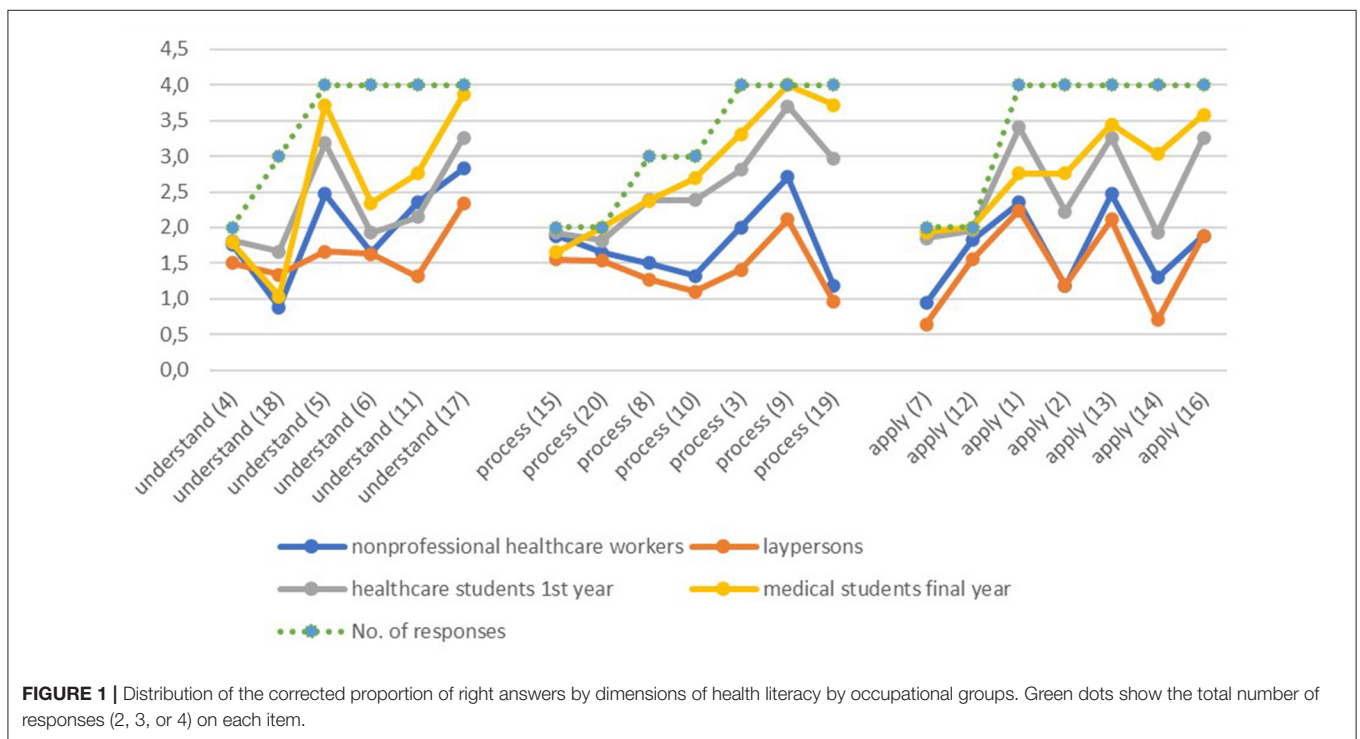 4,5
4,0
3,5
3,0
2,5
2,0
1,5
1,0
0,5
0,0
understand (4)
understand (18)
understand (5)
understand (6)
understand (11)
understand (17)
process (15)
process (20)
process (8)
process (10)
process (3)
process (9)
process (19)
apply (7)
apply (12)
apply (1)
apply (2)
apply (13)
apply (14)
apply (16)
nonprofessional healthcare workers laypersons
healthcare students 1st year medical students final year
No. of responses
FIGURE 1 | Distribution of the corrected proportion of right answers by dimensions of health literacy by occupational groups. Green dots show the total number of
responses (2, 3, or 4) on each item.